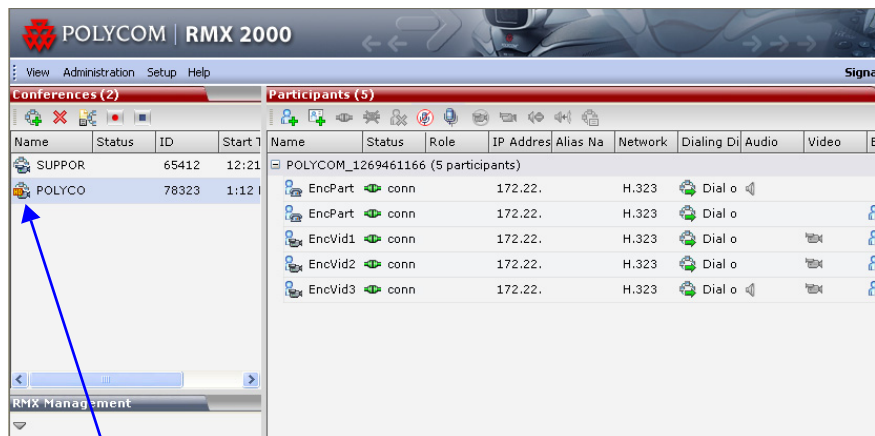 POLYCOM | RMX 2000
View Administration Setup Help Signa
Conferences (2)
Name Status ID Start T
SUPPOR 65412 12:21
POLYCO 78323 1:12
RMX Management
Participants (5)
Name Status Role IP Addres Alias Na Network Dialing Di Audio Video E
POLYCOM_1269461166 (5 participants)
EncPart conn 172.22. H.323 Dial o
EncPart conn 172.22. H.323 Dial o
EncVid1 conn 172.22. H.323 Dial o
EncVid2 conn 172.22. H.323 Dial o
EncVid3 conn 172.22. H.323 Dial o